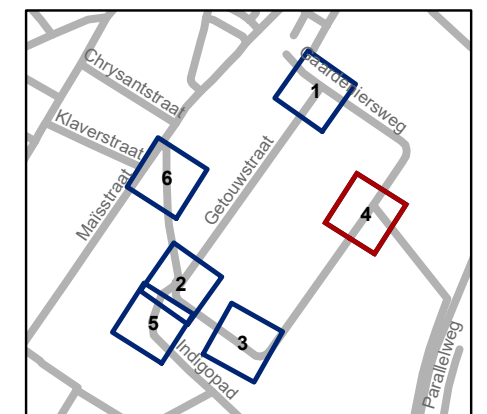 Gaardeniersweg
Chrysantstraat
1
Klaverstraat
Getouwstraat
6
Maïsstraat
4
2
5
3
Indigopad
Parallelweg